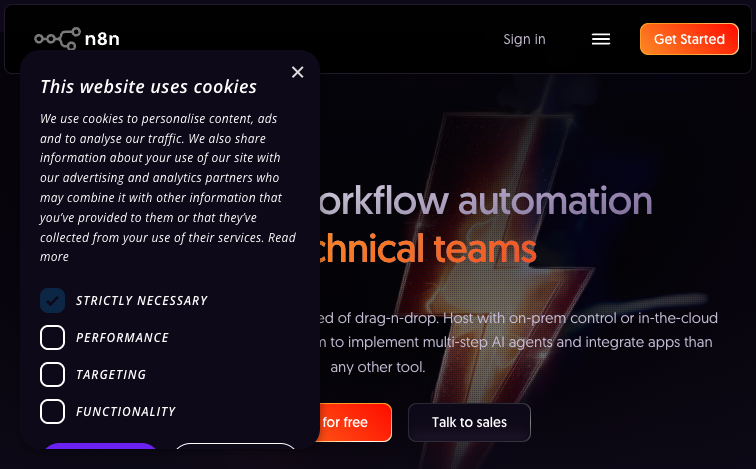 n8n
Sign in
Get Started
This website uses cookies
We use cookies to personalise content, ads
and to analyse our traffic. We also share
information about your use of our site with
our advertising and analytics partners who
may combine it with other information that
you've provided to them or that they've
collected from your use of their services. Read
more
STRICTLY NECESSARY
PERFORMANCE
TARGETING
FUNCTIONALITY
automation
teams
of drag-n-drop. Host with on-prem control or in-the-cloud
to implement multi-step AI agents and integrate apps than
any other tool.
for free
Talk to sales